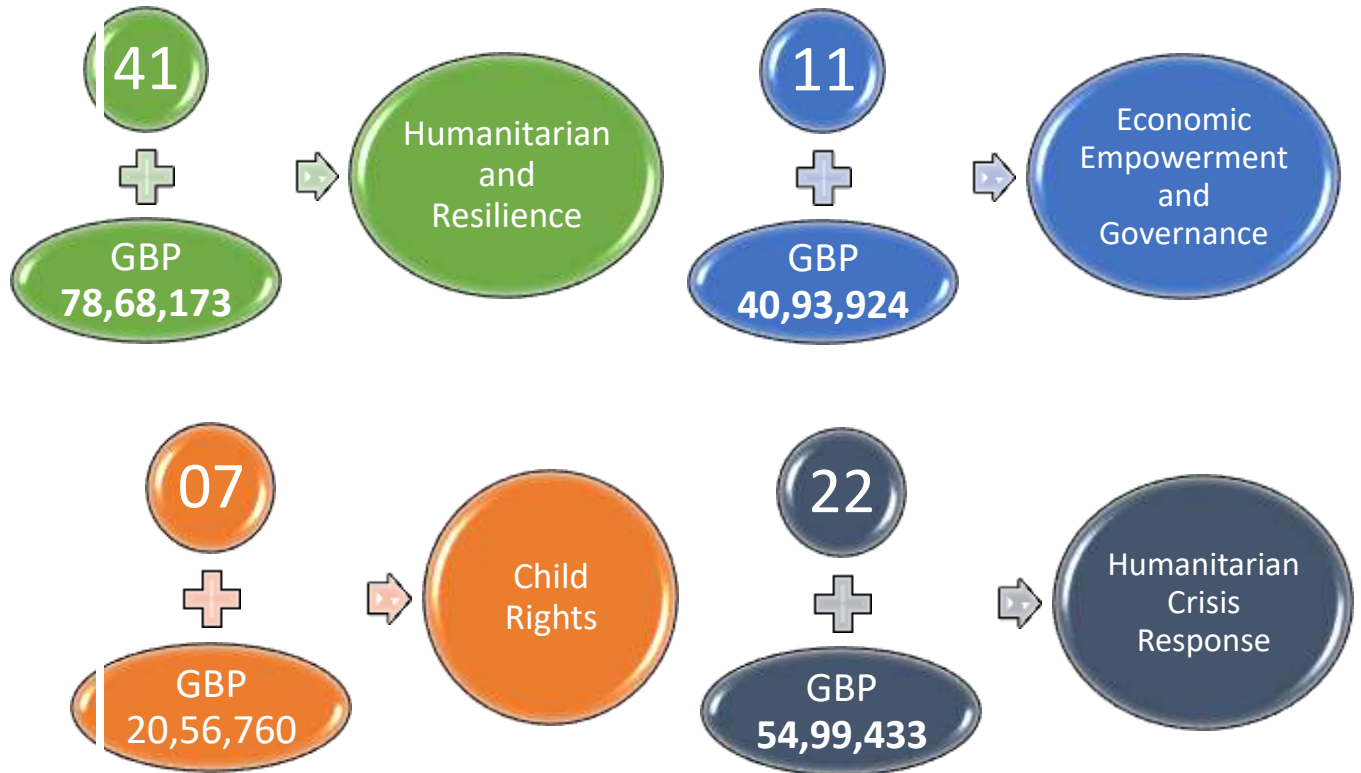 41
GBP
78,68,173
Humanitarian
and
Resilience
11
GBP
40,93,924
Economic
Empowerment
and
Governance
07
GBP
20,56,760
Child
Rights
22
GBP
54,99,433
Humanitarian
Crisis
Response